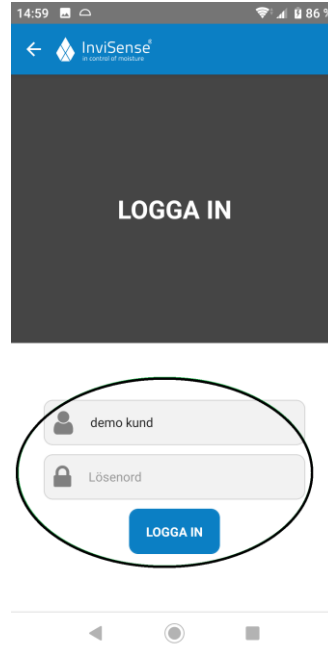 14:59 86 %
InviSense®
in control of moisture
LOGGA IN
demo kund
Lösenord
LOGGA IN